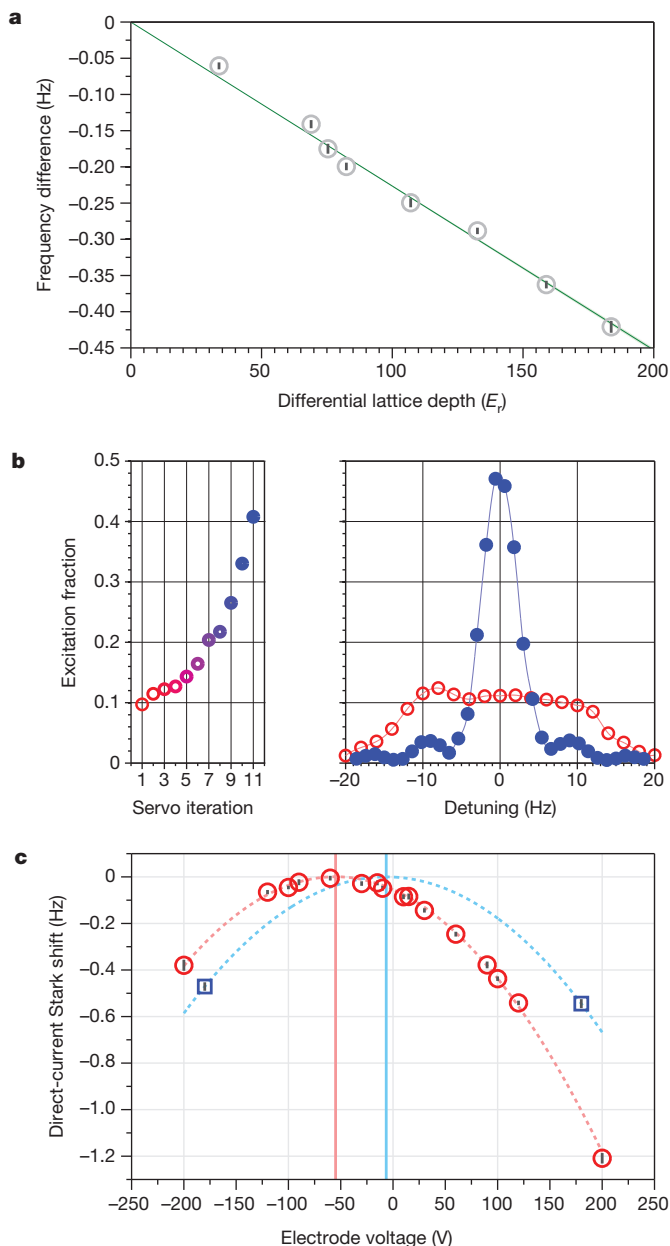 a
0
−0.05
−0.10
−0.15
−0.20
−0.25
−0.30
−0.35
−0.40
−0.45
Frequency difference (Hz)
0 50 100 150 200
Differential lattice depth (Er)
b
0.5
0.4
0.3
0.2
0.1
0
Excitation fraction
1 3 5 7 9 11
Servo iteration
−20 −10 0 10 20
Detuning (Hz)
c
0
−0.2
−0.4
−0.6
−0.8
−1.0
−1.2
Direct-current Stark shift (Hz)
−250 −200 −150 −100 −50 0 50 100 150 200 250
Electrode voltage (V)